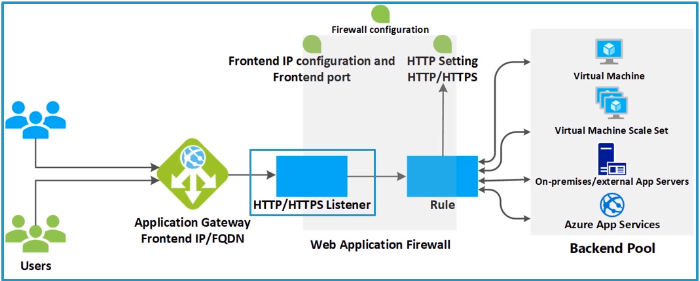 Firewall configuration
Frontend IP configuration and
Frontend port
HTTP Setting
HTTP/HTTPS
Virtual Machine
Virtual Machine Scale Set
On-premises/external App Servers
Azure App Services
Backend Pool
HTTP/HTTPS Listener
Rule
Application Gateway
Frontend IP/FQDN
Web Application Firewall
Users